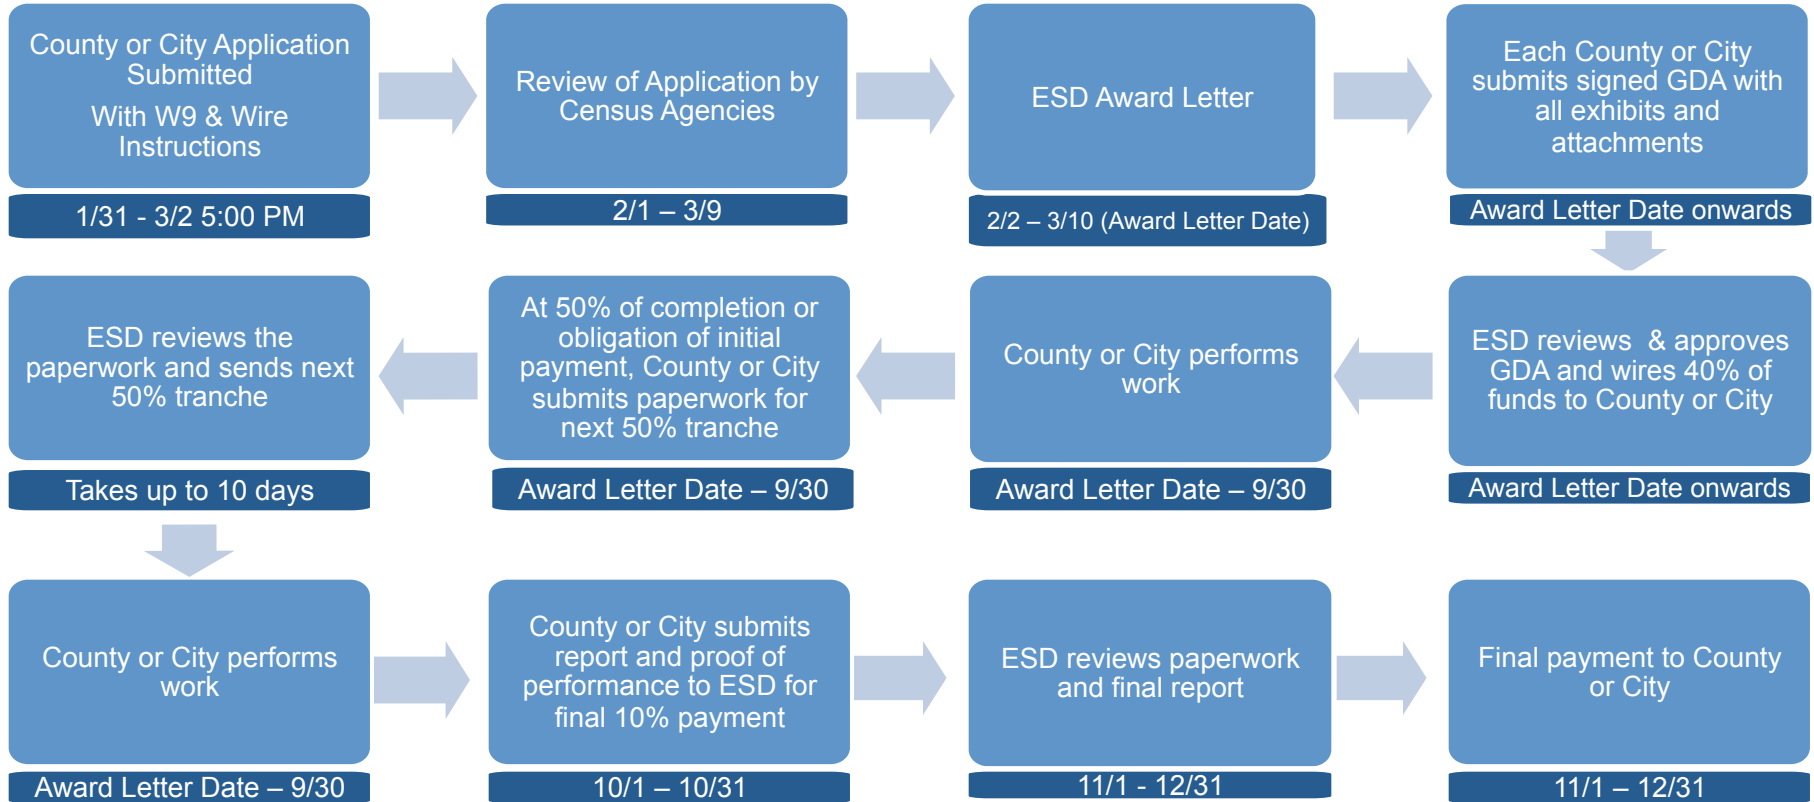 County or City Application
Submitted
With W9 & Wire
Instructions
1/31 - 3/2 5:00 PM
Review of Application by
Census Agencies
2/1 – 3/9
ESD Award Letter
2/2 – 3/10 (Award Letter Date)
Each County or City
submits signed GDA with
all exhibits and
attachments
Award Letter Date onwards
ESD reviews & approves
GDA and wires 40% of
funds to County or City
Award Letter Date onwards
County or City performs
work
Award Letter Date – 9/30
At 50% of completion or
obligation of initial
payment, County or City
submits paperwork for
next 50% tranche
Award Letter Date – 9/30
ESD reviews the
paperwork and sends next
50% tranche
Takes up to 10 days
County or City performs
work
Award Letter Date – 9/30
County or City submits
report and proof of
performance to ESD for
final 10% payment
10/1 – 10/31
ESD reviews paperwork
and final report
11/1 - 12/31
Final payment to County
or City
11/1 – 12/31